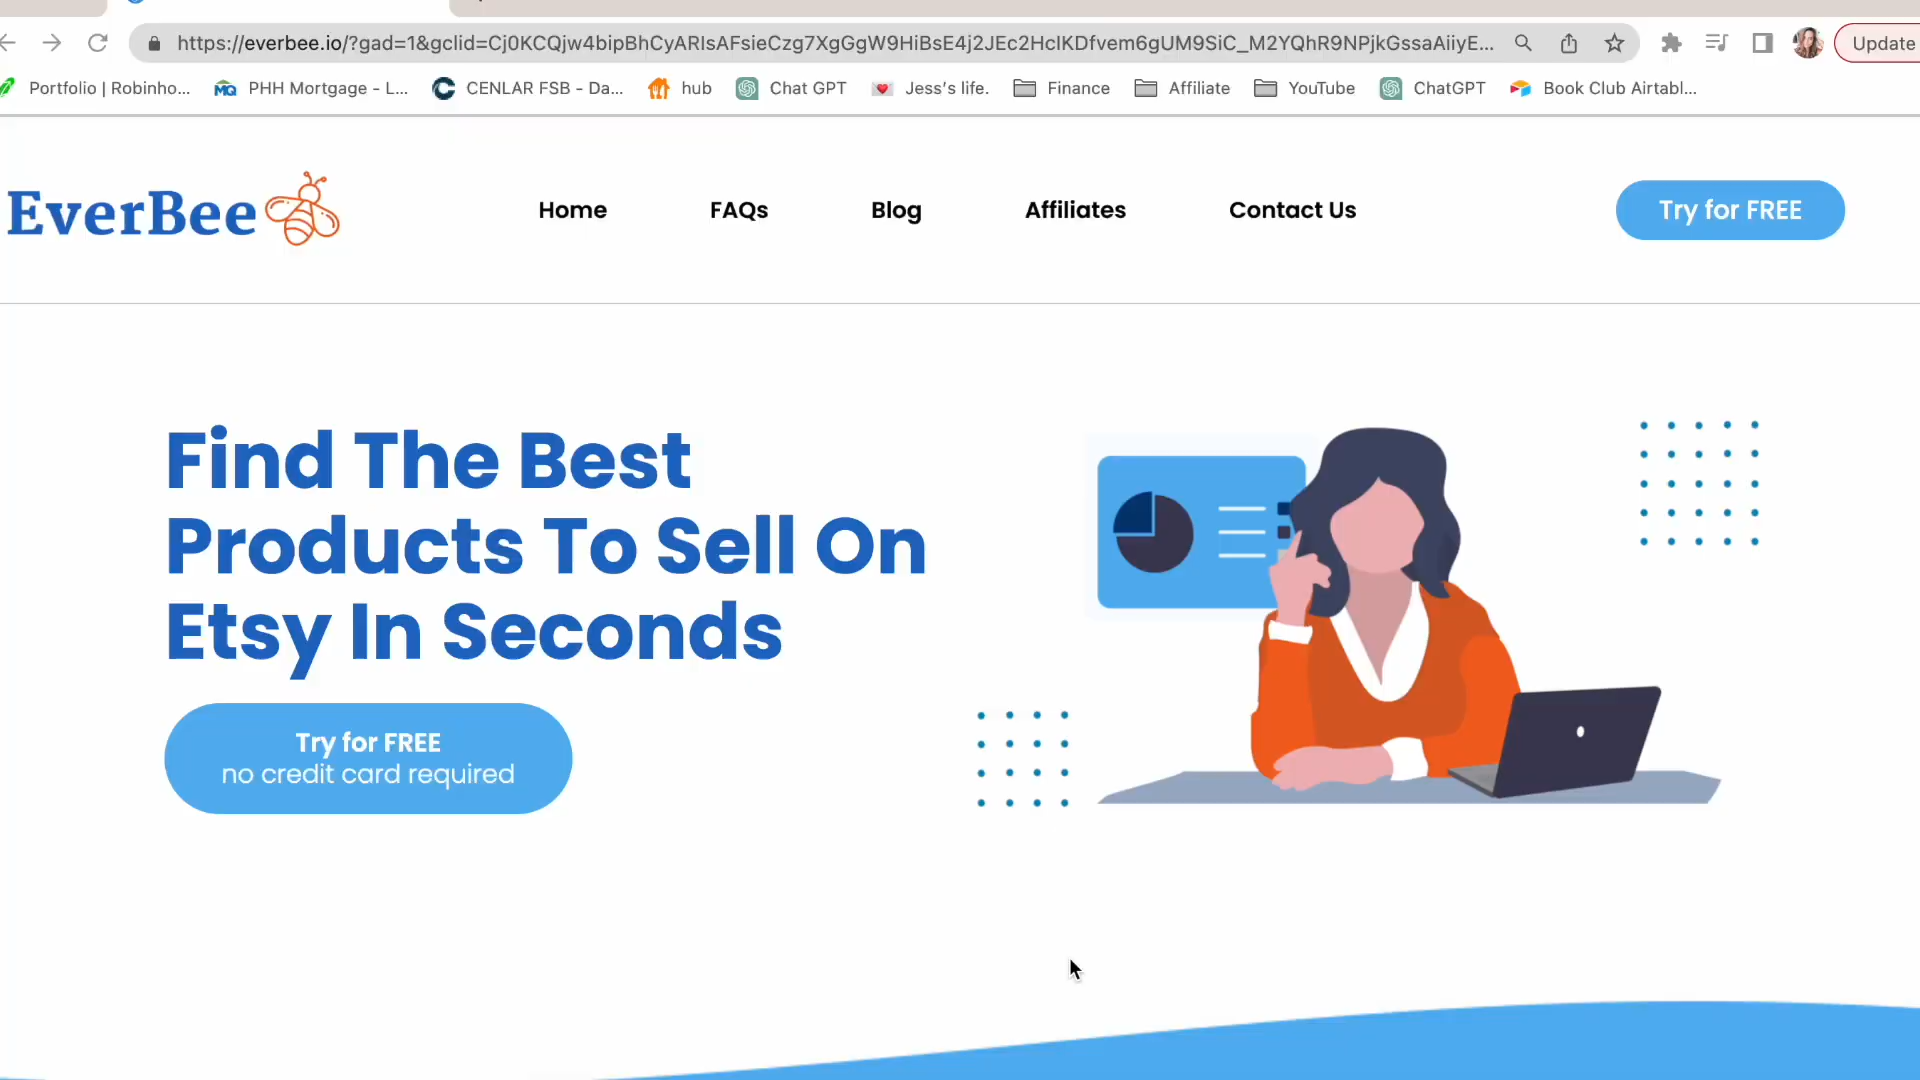 https://everbee.io/?gad=1&gclid=Cj0KCQjw4bipBhCyARIsAFsieCzg7XgGgW9HiBsE4j2JEc2HclKDfvem6gUM9SiC_M2YQhR9NPjkGssaAiiyE...
Update
Portfolio | Robinho...
PHH Mortgage - L...
CENLAR FSB - Da...
hub
Chat GPT
Jess's life.
Finance
Affiliate
YouTube
ChatGPT
Book Club Airtabl...
EverBee
Home
FAQs
Blog
Affiliates
Contact Us
Try for FREE
Find The Best
Products To Sell On
Etsy In Seconds
Try for FREE
no credit card required